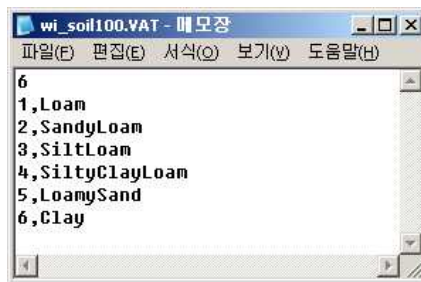 wi_soil100.VAT - 메모장
파일(F) 편집(E) 서식(O) 보기(V) 도움말(H)
6
1,Loam
2,SandyLoam
3,SiltLoam
4,SiltyClayLoam
5,LoamySand
6,Clay